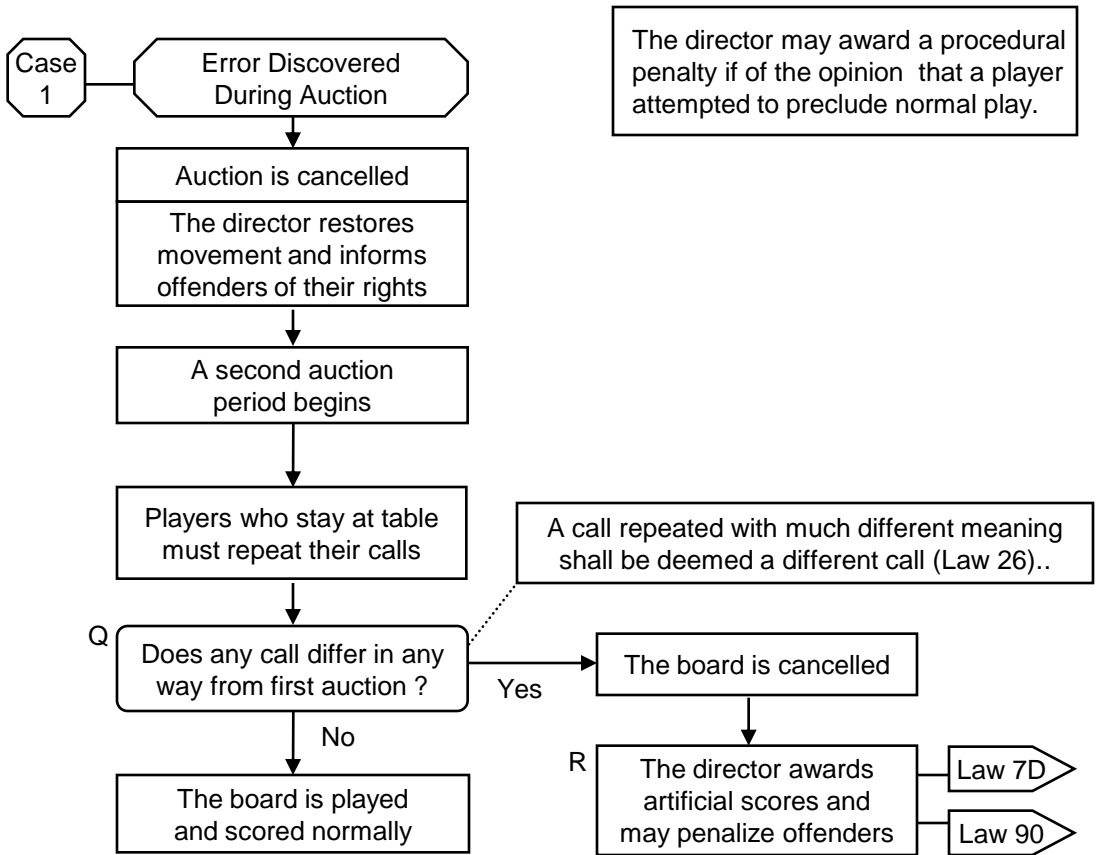 Case
1
Error Discovered
During Auction
The director may award a procedural
penalty if of the opinion that a player
attempted to preclude normal play.
Auction is cancelled
The director restores
movement and informs
offenders of their rights
A second auction
period begins
Players who stay at table
must repeat their calls
A call repeated with much different meaning
shall be deemed a different call (Law 26)..
Q
Does any call differ in any
way from first auction ?
Yes
The board is cancelled
No
The board is played
and scored normally
R
The director awards
artificial scores and
may penalize offenders
Law 7D
Law 90